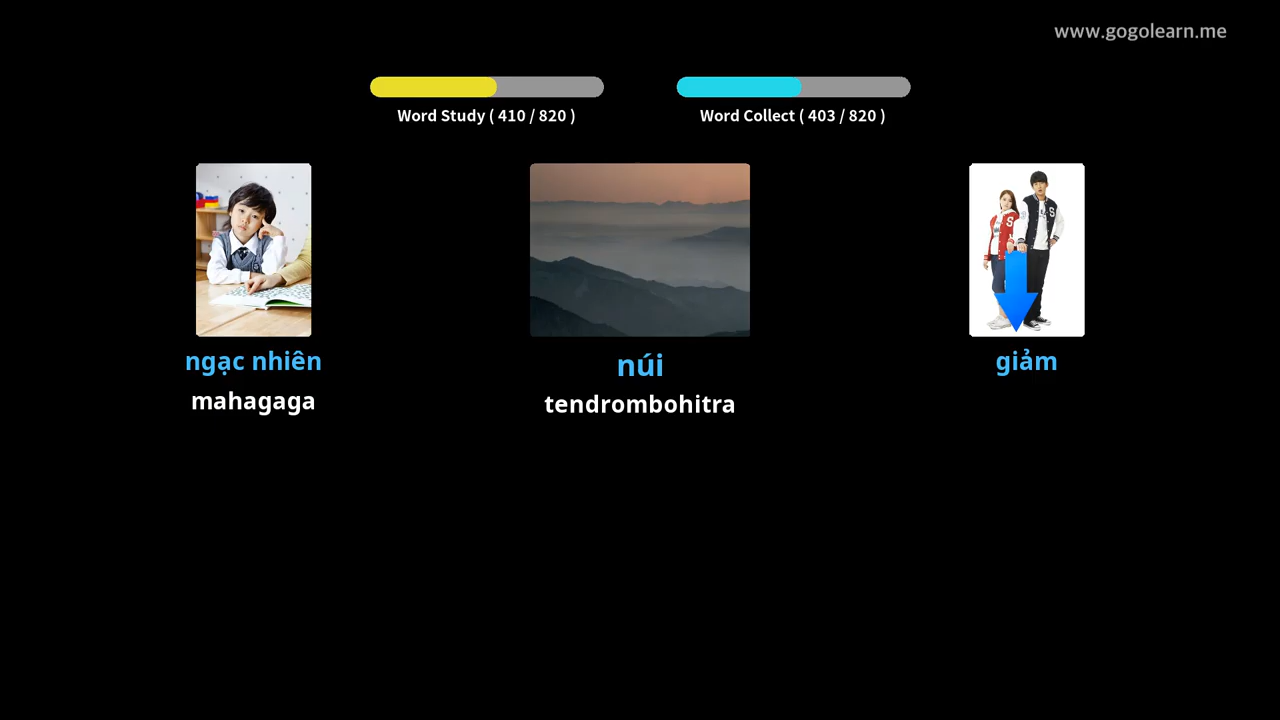 www.gogolearn.me
Word Study ( 410 / 820 )
Word Collect ( 403 / 820 )
ngạc nhiên
mahagaga
núi
tendrombohitra
giảm